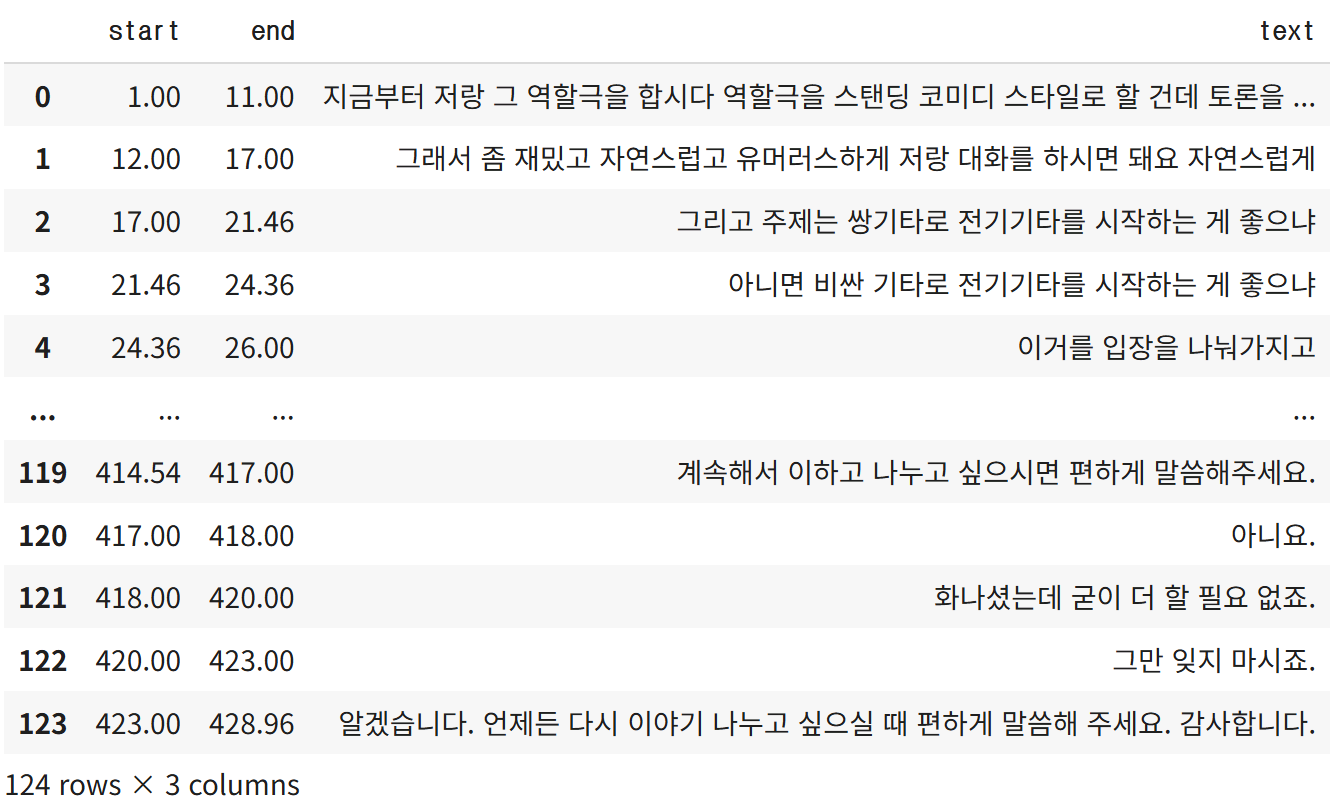 start end text
0 1.00 11.00 지금부터 저랑 그 역할극을 합시다 역할극을 스탠딩 코미디 스타일로 할 건데 토론을 ...
1 12.00 17.00 그래서 좀 재밌고 자연스럽고 유머러스하게 저랑 대화를 하시면 돼요 자연스럽게
2 17.00 21.46 그리고 주제는 쌍기타로 전기기타를 시작하는 게 좋으냐
3 21.46 24.36 아니면 비싼 기타로 전기기타를 시작하는 게 좋으냐
4 24.36 26.00 이거를 입장을 나눠가지고
... ... ... ...
119 414.54 417.00 계속해서 이하고 나누고 싶으시면 편하게 말씀해주세요.
120 417.00 418.00 아니요.
121 418.00 420.00 화나셨는데 굳이 더 할 필요 없죠.
122 420.00 423.00 그만 잊지 마시죠.
123 423.00 428.96 알겠습니다. 언제든 다시 이야기 나누고 싶으실 때 편하게 말씀해 주세요. 감사합니다.
124 rows × 3 columns